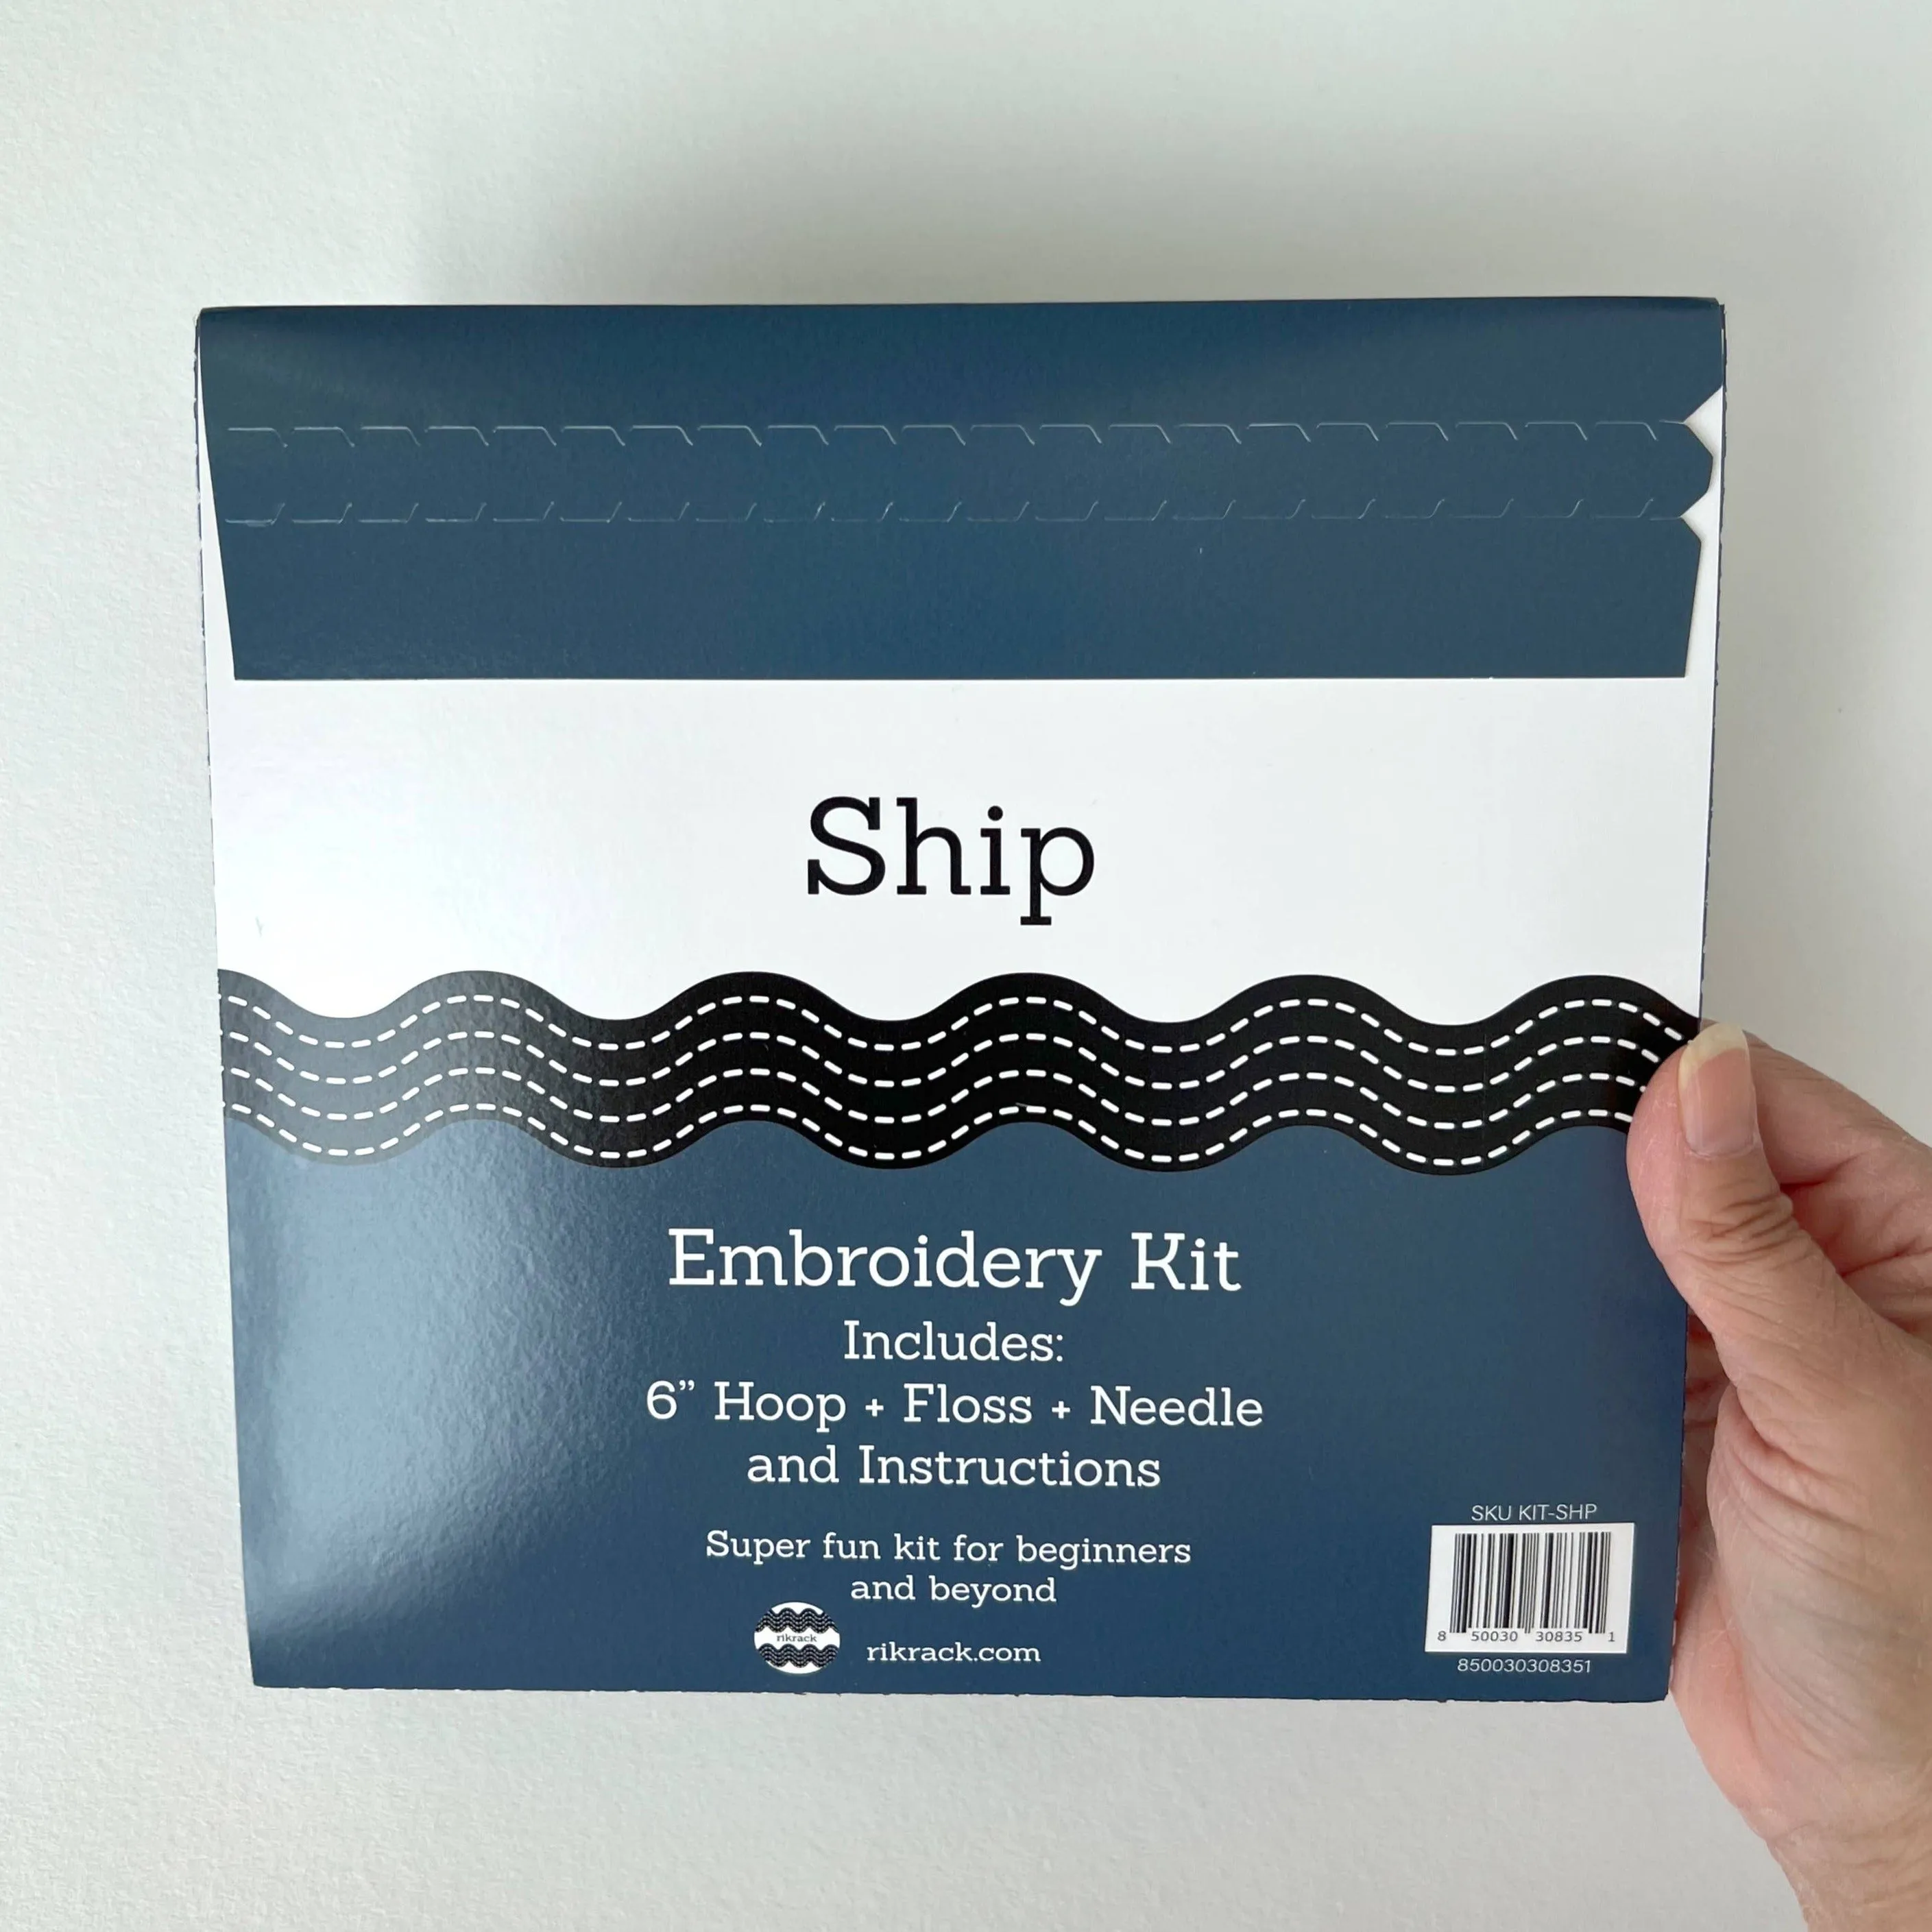 Ship
Embroidery Kit
Includes:
6” Hoop + Floss + Needle
and Instructions
Super fun kit for beginners
and beyond
rikrack
rikrack.com
SKU KIT-SHP
8 50030 30835 1
850030308351